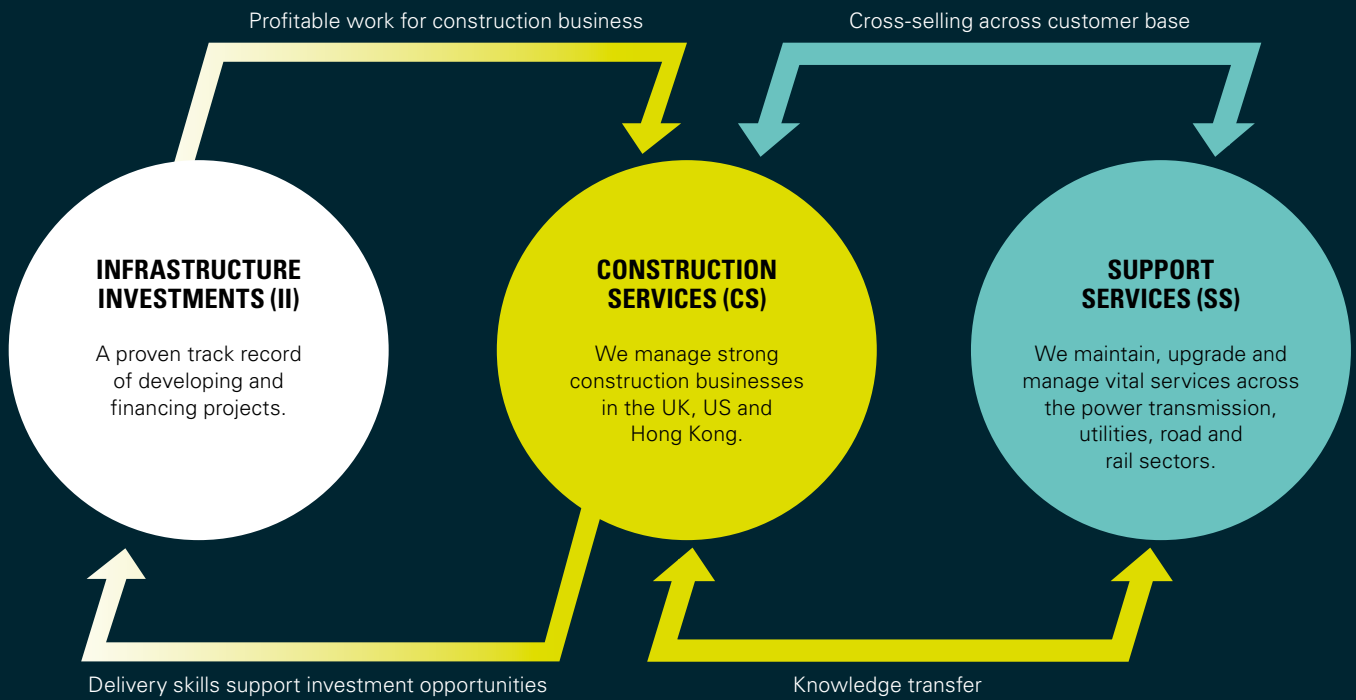 Profitable work for construction business
Cross-selling across customer base
INFRASTRUCTURE
INVESTMENTS (II)
A proven track record
of developing and
financing projects.
CONSTRUCTION
SERVICES (CS)
We manage strong
construction businesses
in the UK, US and
Hong Kong.
SUPPORT
SERVICES (SS)
We maintain, upgrade and
manage vital services across
the power transmission,
utilities, road and
rail sectors.
Delivery skills support investment opportunities
Knowledge transfer